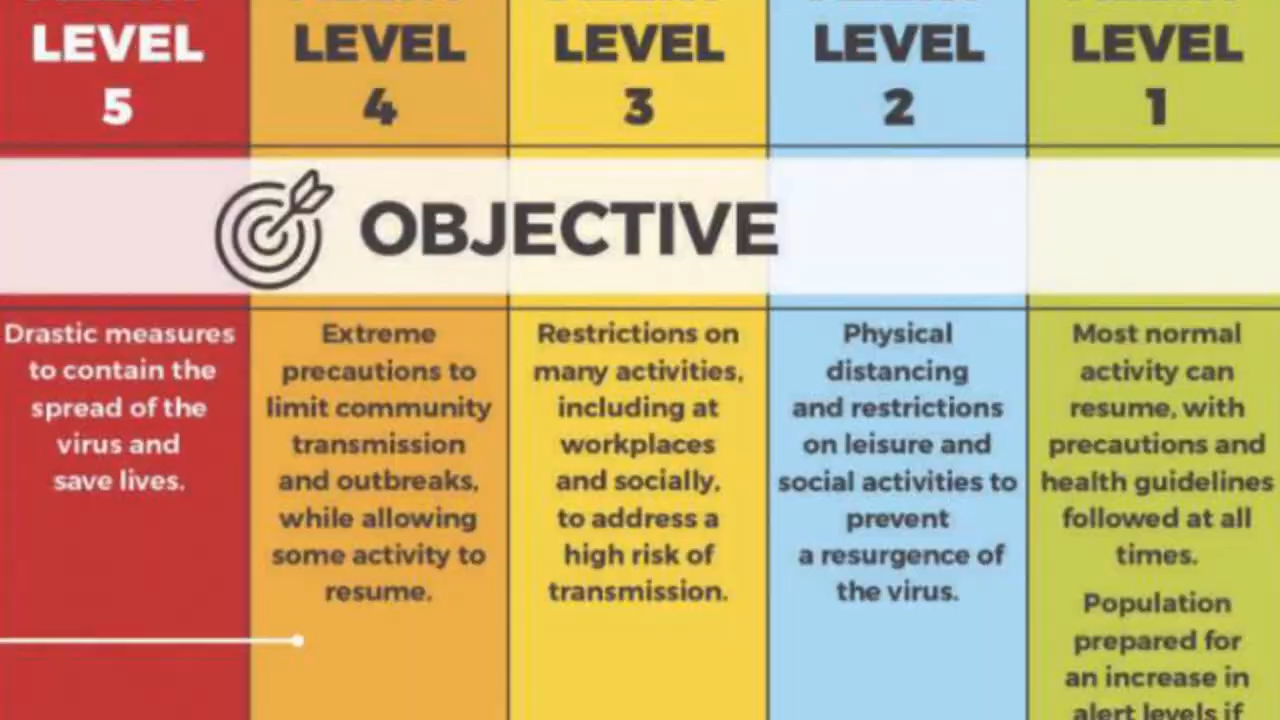 LEVEL
5
LEVEL
4
LEVEL
3
LEVEL
2
LEVEL
1
OBJECTIVE
Drastic measures
to contain the
spread of the
virus and
save lives.
Extreme
precautions to
limit community
transmission
and outbreaks,
while allowing
some activity to
resume.
Restrictions on
many activities,
including at
workplaces
and socially,
to address a
high risk of
transmission.
Physical
distancing
and restrictions
on leisure and
social activities to
prevent
a resurgence of
the virus.
Most normal
activity can
resume, with
precautions and
health guidelines
followed at all
times.
Population
prepared for
an increase in
alert levels if